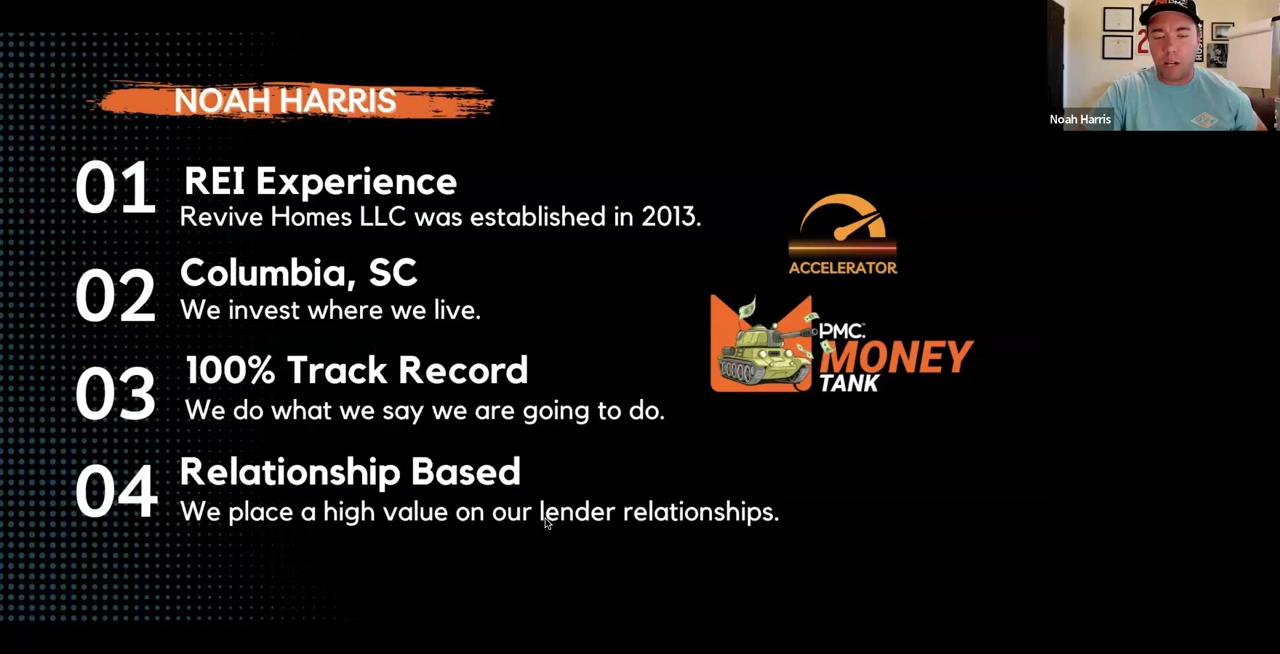 NOAH HARRIS
01
REI Experience
Revive Homes LLC was established in 2013.
02
Columbia, SC
We invest where we live.
03
100% Track Record
We do what we say we are going to do.
04
Relationship Based
We place a high value on our lender relationships.
ACCELERATOR
PMC.
MONEY
TANK
Noah Harris